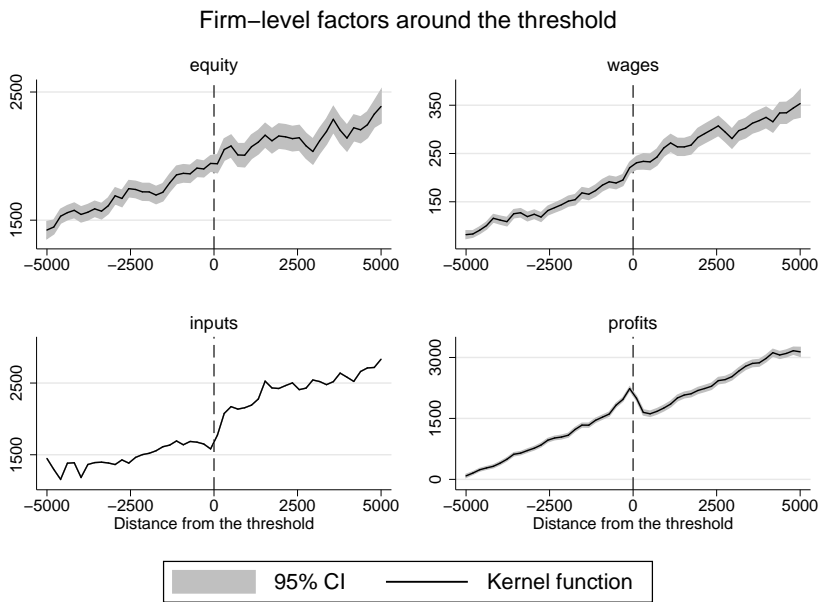 Firm−level factors around the threshold
equity
2500
1500
−5000 −2500 0 2500 5000
wages
350
250
150
−5000 −2500 0 2500 5000
inputs
2500
1500
−5000 −2500 0 2500 5000
Distance from the threshold
profits
3000
1500
0
−5000 −2500 0 2500 5000
Distance from the threshold
95% CI Kernel function